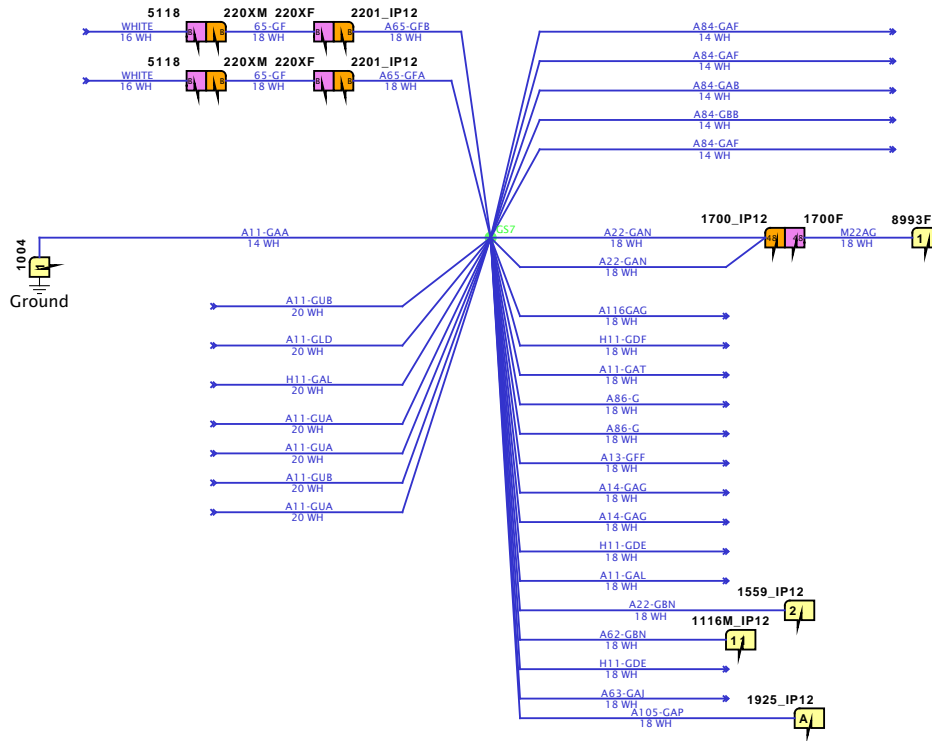 5118 220XM 220XF 2201_IP12
WHITE 65-GF A65-GFB
16 WH B B 18 WH B B 18 WH
5118 220XM 220XF 2201_IP12
WHITE 65-GF A65-GFA
16 WH B B 18 WH B B 18 WH
A84-GAF
14 WH
A84-GAF
14 WH
A84-GAB
14 WH
A84-GBB
14 WH
A84-GAF
14 WH
GS7
A11-GAA
14 WH
1004
Ground
1700_IP12 1700F 8993F
A22-GAN 48 48 M22AG 1
18 WH 18 WH
A22-GAN
18 WH
A11-GUB
20 WH
A11-GLD
20 WH
H11-GAL
20 WH
A11-GUA
20 WH
A11-GUA
20 WH
A11-GUB
20 WH
A11-GUA
20 WH
A116GAG
18 WH
H11-GDF
18 WH
A11-GAT
18 WH
A86-G
18 WH
A86-G
18 WH
A13-GFF
18 WH
A14-GAG
18 WH
A14-GAG
18 WH
H11-GDE
18 WH
A11-GAL
18 WH
1559_IP12
A22-GBN 2
18 WH
1116M_IP12
A62-GBN 11
18 WH
H11-GDE
18 WH
A63-GAJ
18 WH
1925_IP12
A105-GAP A
18 WH